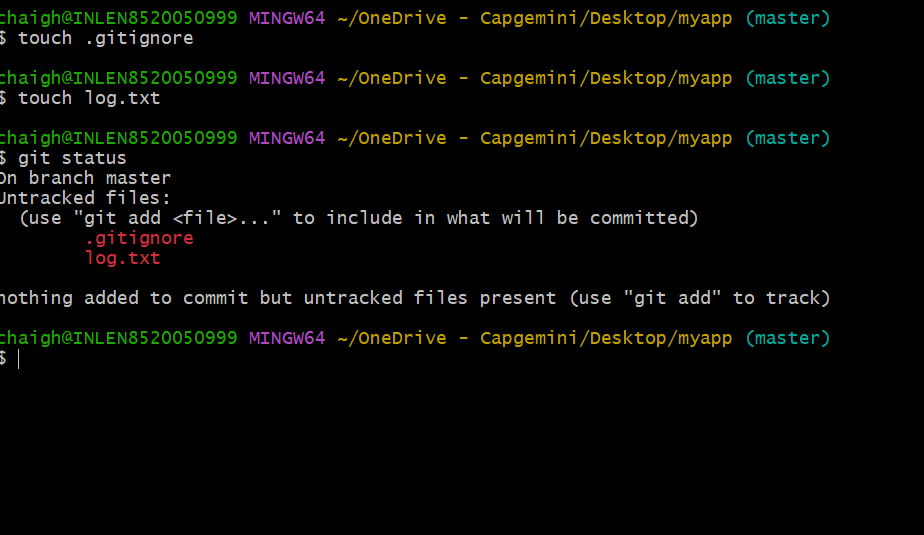 chaigh@INLEN8520050999 MINGW64 ~/OneDrive - Capgemini/Desktop/myapp (master)
$ touch .gitignore
chaigh@INLEN8520050999 MINGW64 ~/OneDrive - Capgemini/Desktop/myapp (master)
$ touch log.txt
chaigh@INLEN8520050999 MINGW64 ~/OneDrive - Capgemini/Desktop/myapp (master)
$ git status
On branch master
Untracked files:
  (use "git add <file>..." to include in what will be committed)
        .gitignore
        log.txt
nothing added to commit but untracked files present (use "git add" to track)
chaigh@INLEN8520050999 MINGW64 ~/OneDrive - Capgemini/Desktop/myapp (master)
$